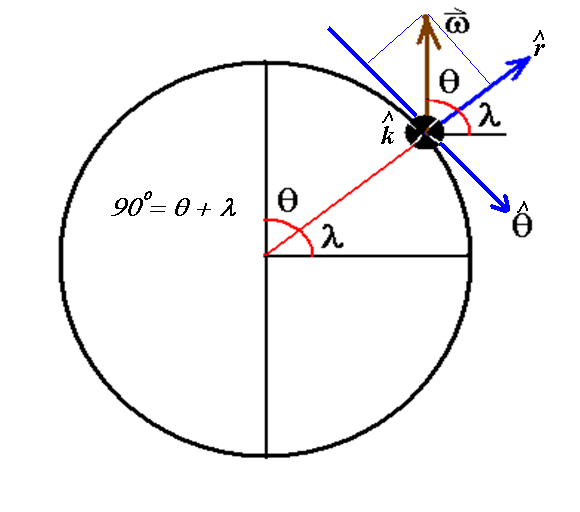 ω⃗
r̂
θ
λ
k̂
90° = θ + λ
θ
λ
θ̂